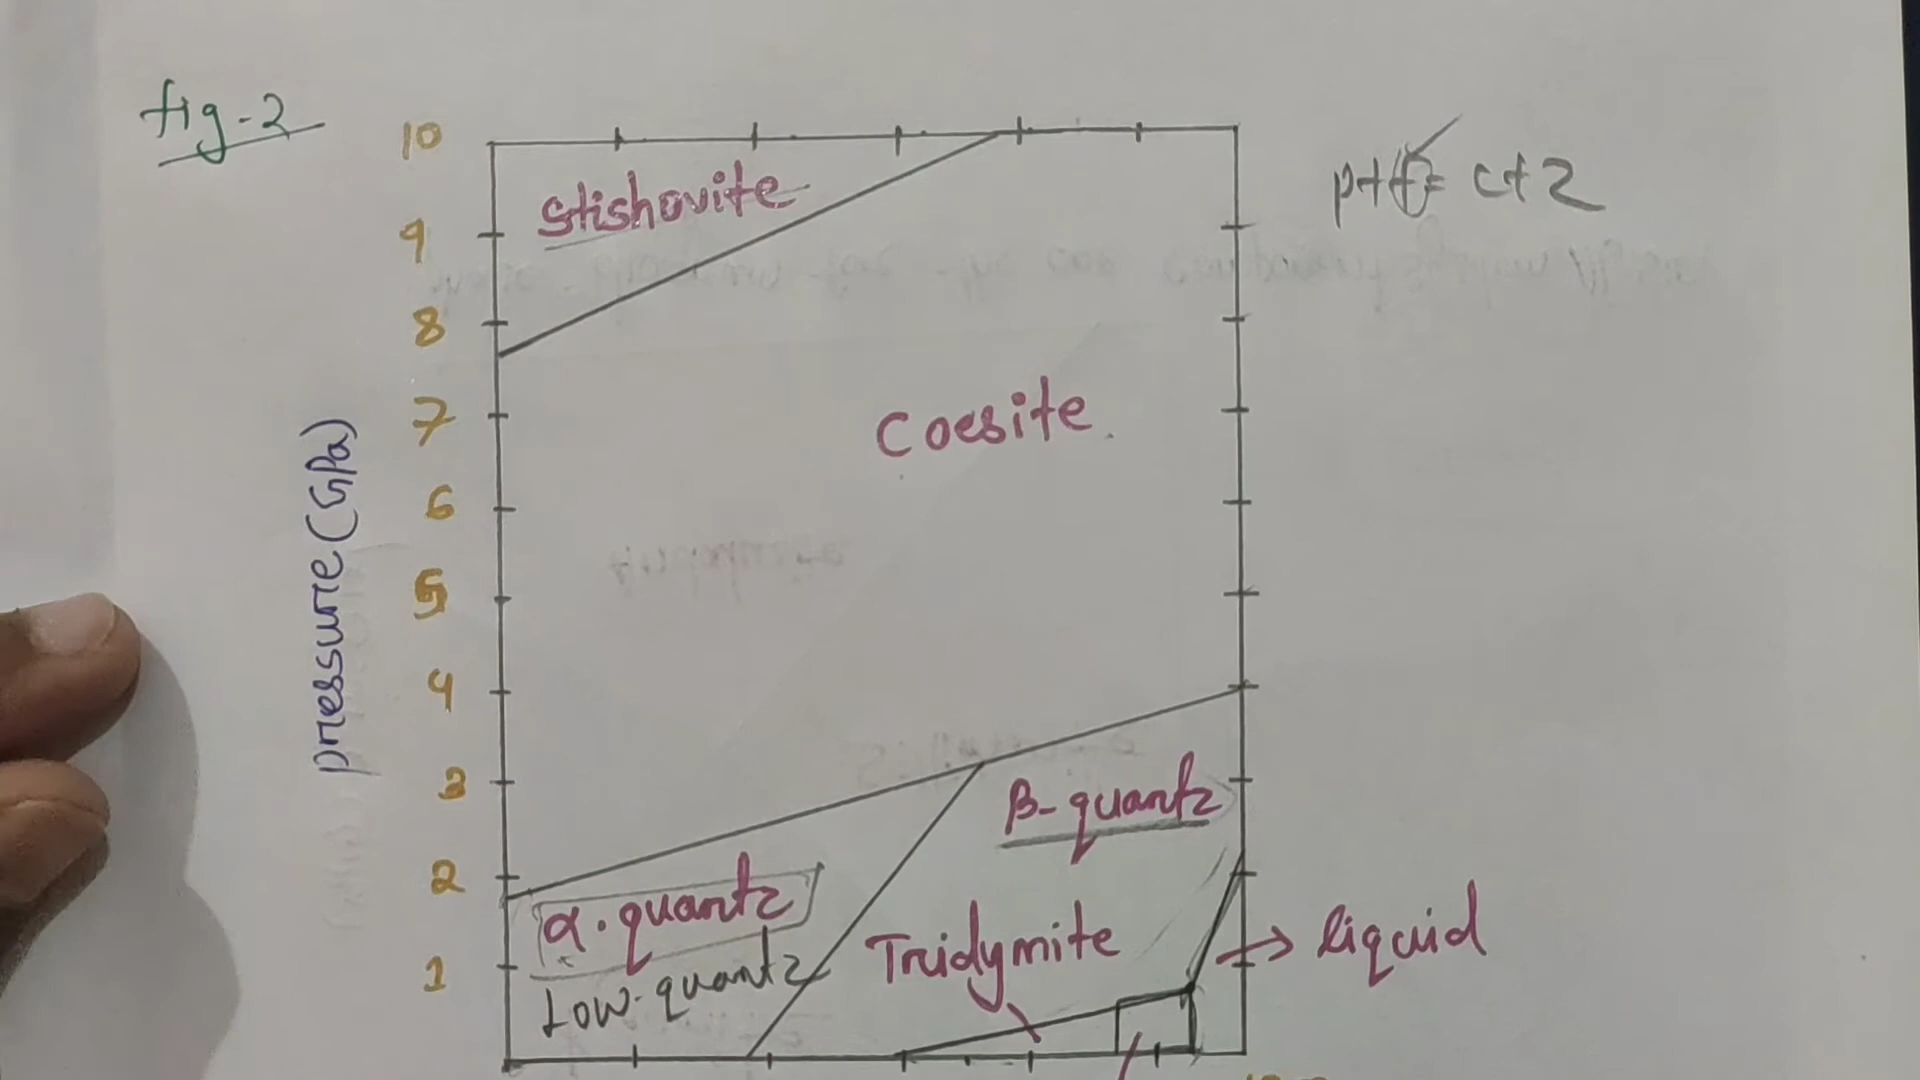 fig-2
10
Stishovite
9
8
7
Coesite
6
pressure (GPa)
5
4
3
β-quartz
2
α-quartz
Tridymite
liquid
1
Low-quartz